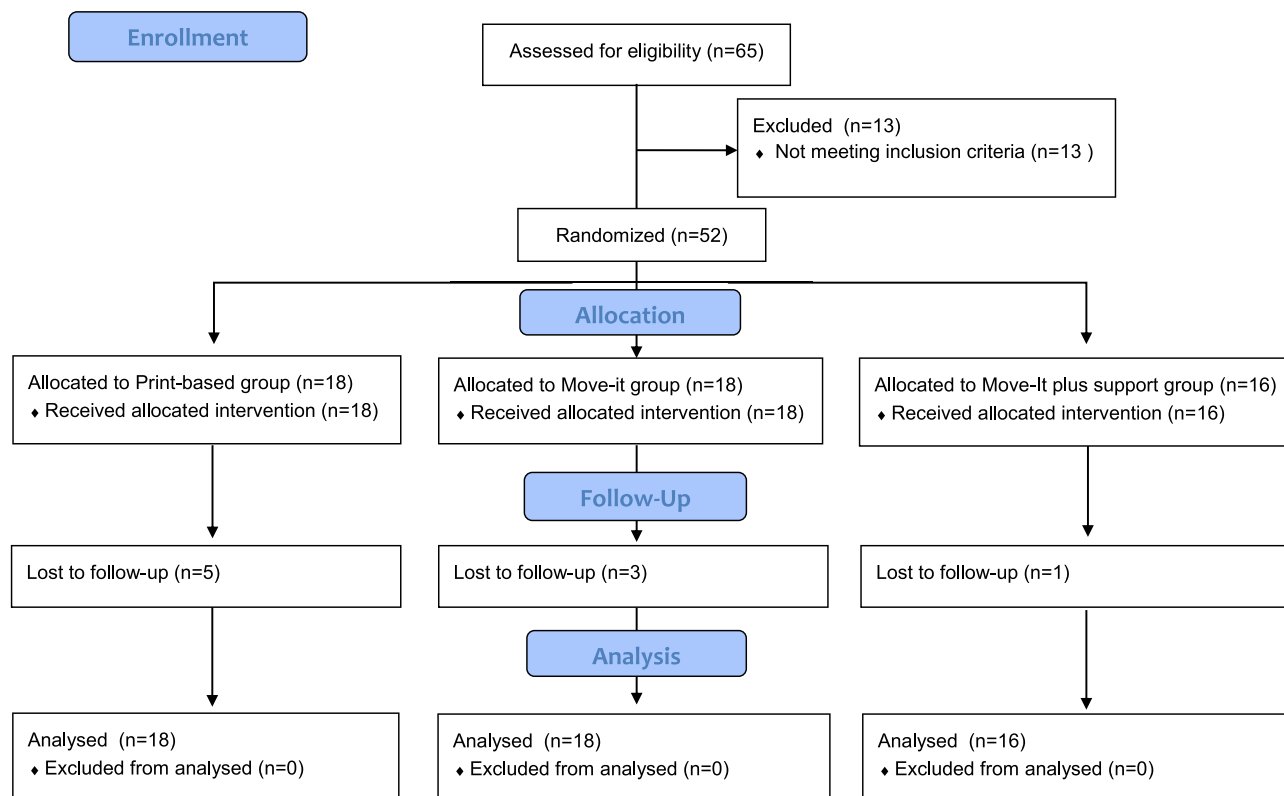 Enrollment
Assessed for eligibility (n=65)
Excluded (n=13)
♦ Not meeting inclusion criteria (n=13 )
Randomized (n=52)
Allocation
Allocated to Print-based group (n=18)
♦ Received allocated intervention (n=18)
Allocated to Move-it group (n=18)
♦ Received allocated intervention (n=18)
Allocated to Move-It plus support group (n=16)
♦ Received allocated intervention (n=16)
Follow-Up
Lost to follow-up (n=5)
Lost to follow-up (n=3)
Lost to follow-up (n=1)
Analysis
Analysed (n=18)
♦ Excluded from analysed (n=0)
Analysed (n=18)
♦ Excluded from analysed (n=0)
Analysed (n=16)
♦ Excluded from analysed (n=0)